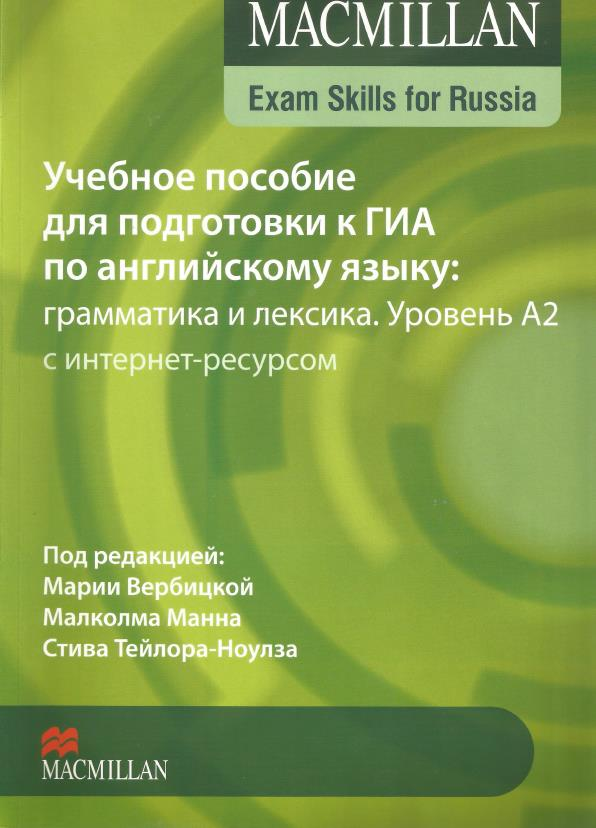 MACMILLAN
Exam Skills for Russia
Учебное пособие
для подготовки к ГИА
по английскому языку:
грамматика и лексика. Уровень А2
с интернет-ресурсом
Под редакцией:
Марии Вербицкой
Малколма Манна
Стива Тейлора-Ноулза
MACMILLAN